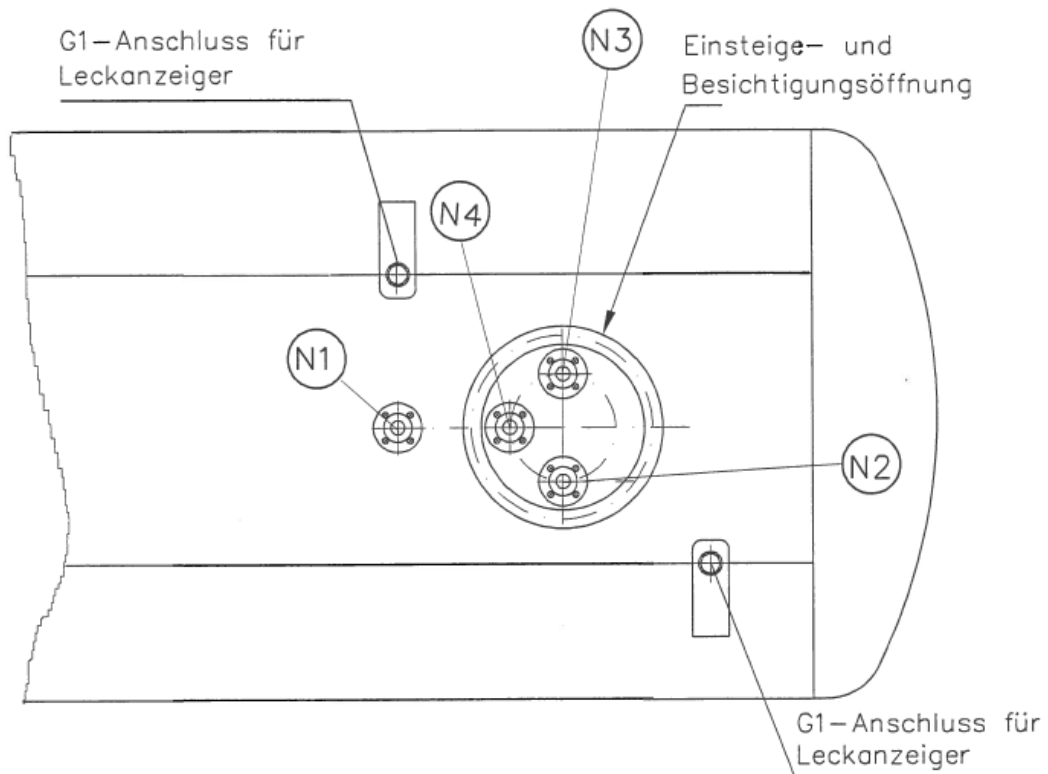 G1-Anschluss für
Leckanzeiger
N3
Einsteige- und
Besichtigungsöffnung
N4
N1
N2
G1-Anschluss für
Leckanzeiger